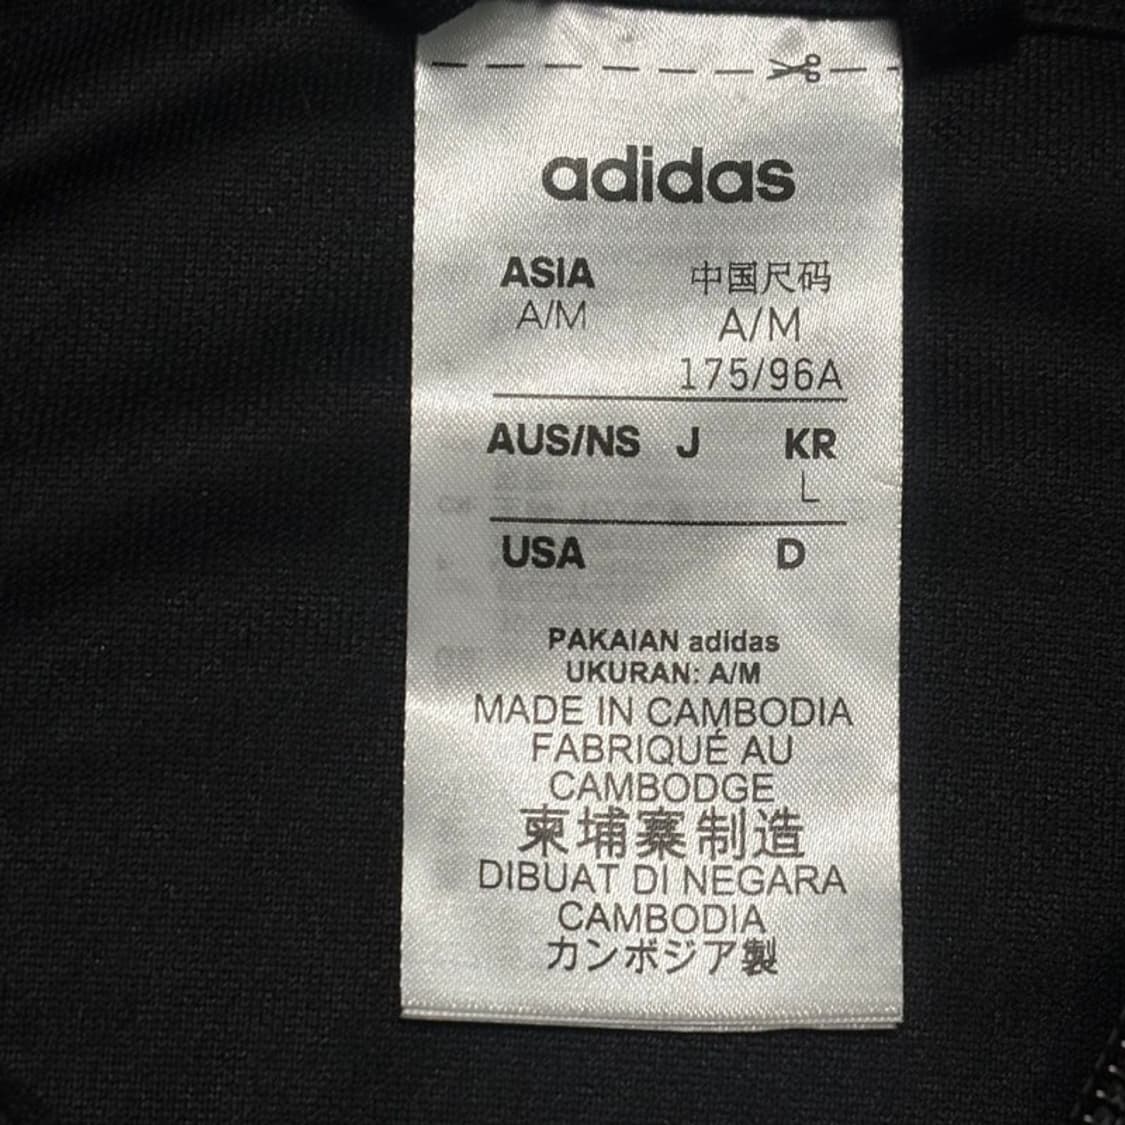 adidas
ASIA 中国尺码
A/M A/M
175/96A
AUS/NS J KR
L
USA D
PAKAIAN adidas
UKURAN: A/M
MADE IN CAMBODIA
FABRIQUÉ AU
CAMBODGE
柬埔寨制造
DIBUAT DI NEGARA
CAMBODIA
カンボジア製